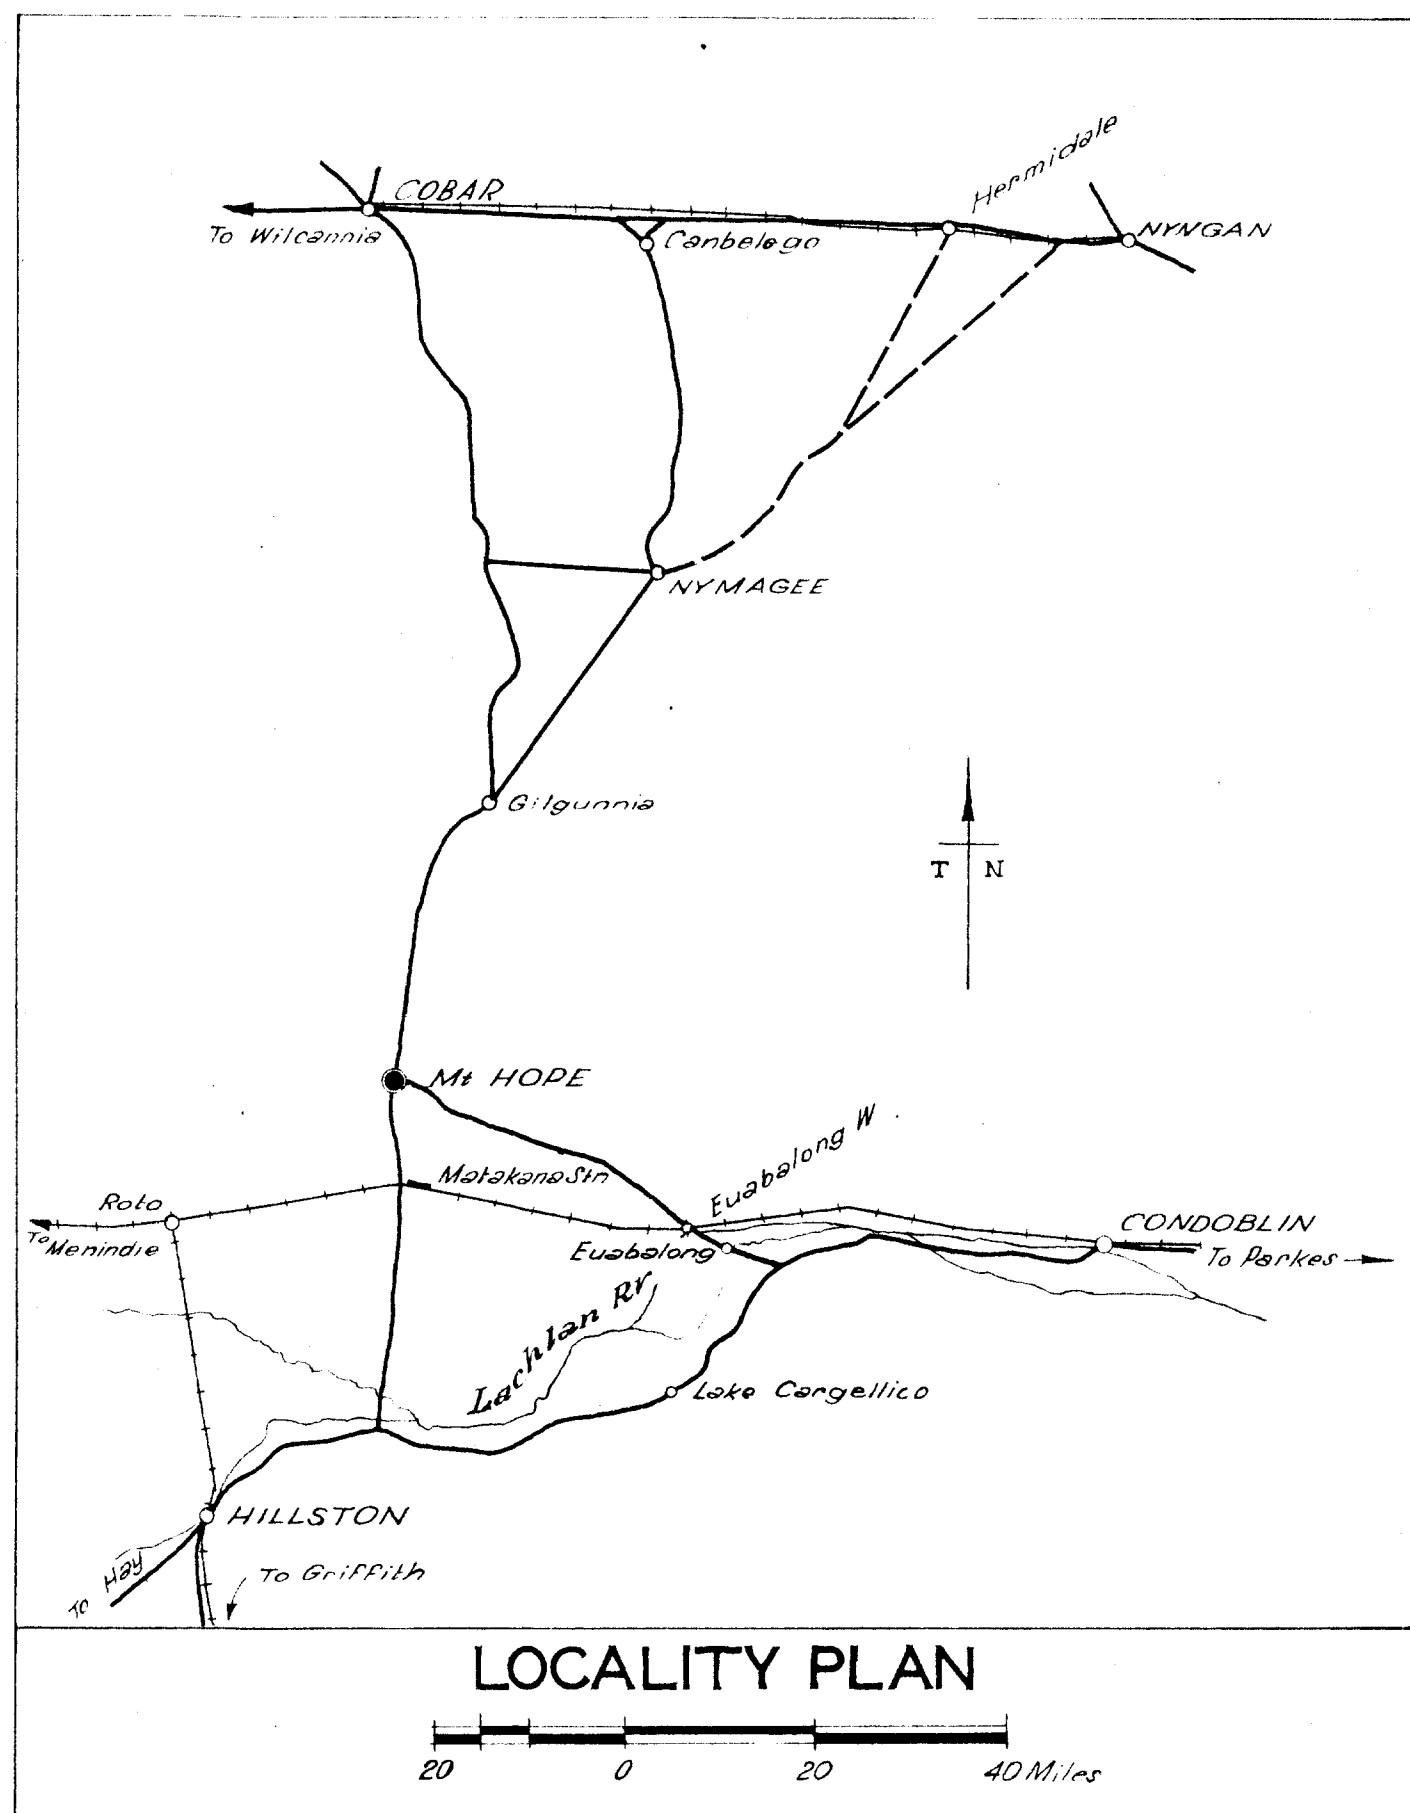 Hermidale
COBAR
NYNGAN
To Wilcannia
Canbelego
NYMAGEE
Gilgunnia
T N
Mt HOPE
Euabalong W
Matakana Stn
Roto
CONDOBLIN
To Menindie
Euabalong
To Parkes
Lachlan Rr
Lake Cargellico
HILLSTON
To Hay
To Griffith
LOCALITY PLAN
20 0 20 40 Miles